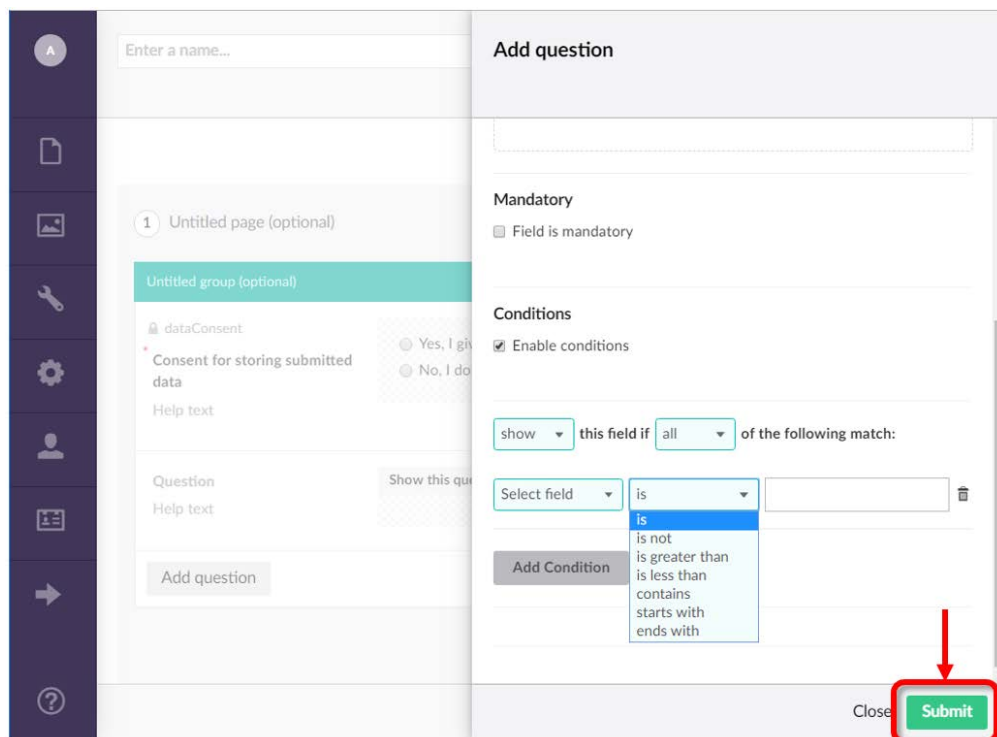 A
Enter a name...
Add question
1 Untitled page (optional)
Untitled group (optional)
dataConsent
* Consent for storing submitted
data
Help text
Yes, I giv
No, I do
Question
Help text
Show this que
Add question
Mandatory
Field is mandatory
Conditions
Enable conditions
show this field if all of the following match:
Select field is
is
is not
is greater than
is less than
contains
starts with
ends with
Add Condition
Close Submit